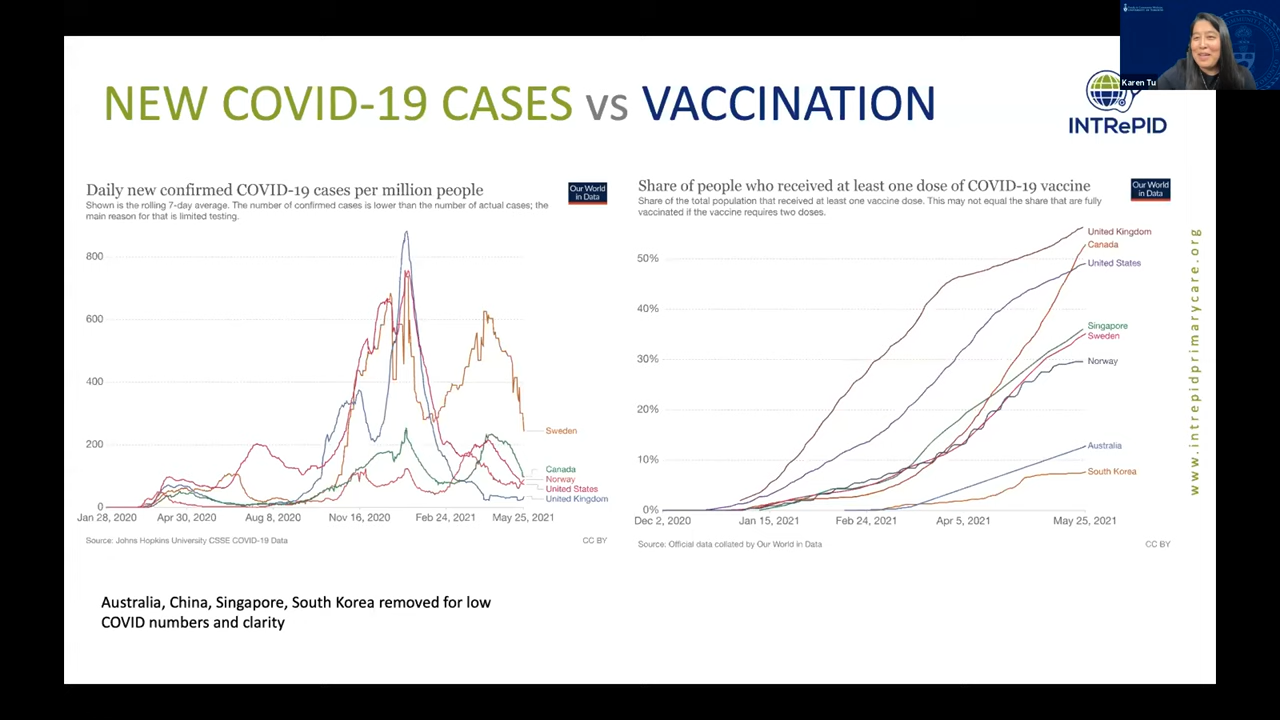 Karen Tu
NEW COVID-19 CASES vs VACCINATION
INTRePID
Daily new confirmed COVID-19 cases per million people
Shown is the rolling 7-day average. The number of confirmed cases is lower than the number of actual cases; the
main reason for that is limited testing.
Our World
in Data
800
600
400
200
0
Jan 28, 2020 Apr 30, 2020 Aug 8, 2020 Nov 16, 2020 Feb 24, 2021 May 25, 2021
Sweden
Canada
Norway
United States
United Kingdom
Source: Johns Hopkins University CSSE COVID-19 Data
CC BY
Share of people who received at least one dose of COVID-19 vaccine
Share of the total population that received at least one vaccine dose. This may not equal the share that are fully
vaccinated if the vaccine requires two doses.
Our World
in Data
50%
40%
30%
20%
10%
0%
Dec 2, 2020 Jan 15, 2021 Feb 24, 2021 Apr 5, 2021 May 25, 2021
United Kingdom
Canada
United States
Singapore
Sweden
Norway
Australia
South Korea
Source: Official data collated by Our World in Data
CC BY
www.intrepidprimarycare.org
Australia, China, Singapore, South Korea removed for low
COVID numbers and clarity